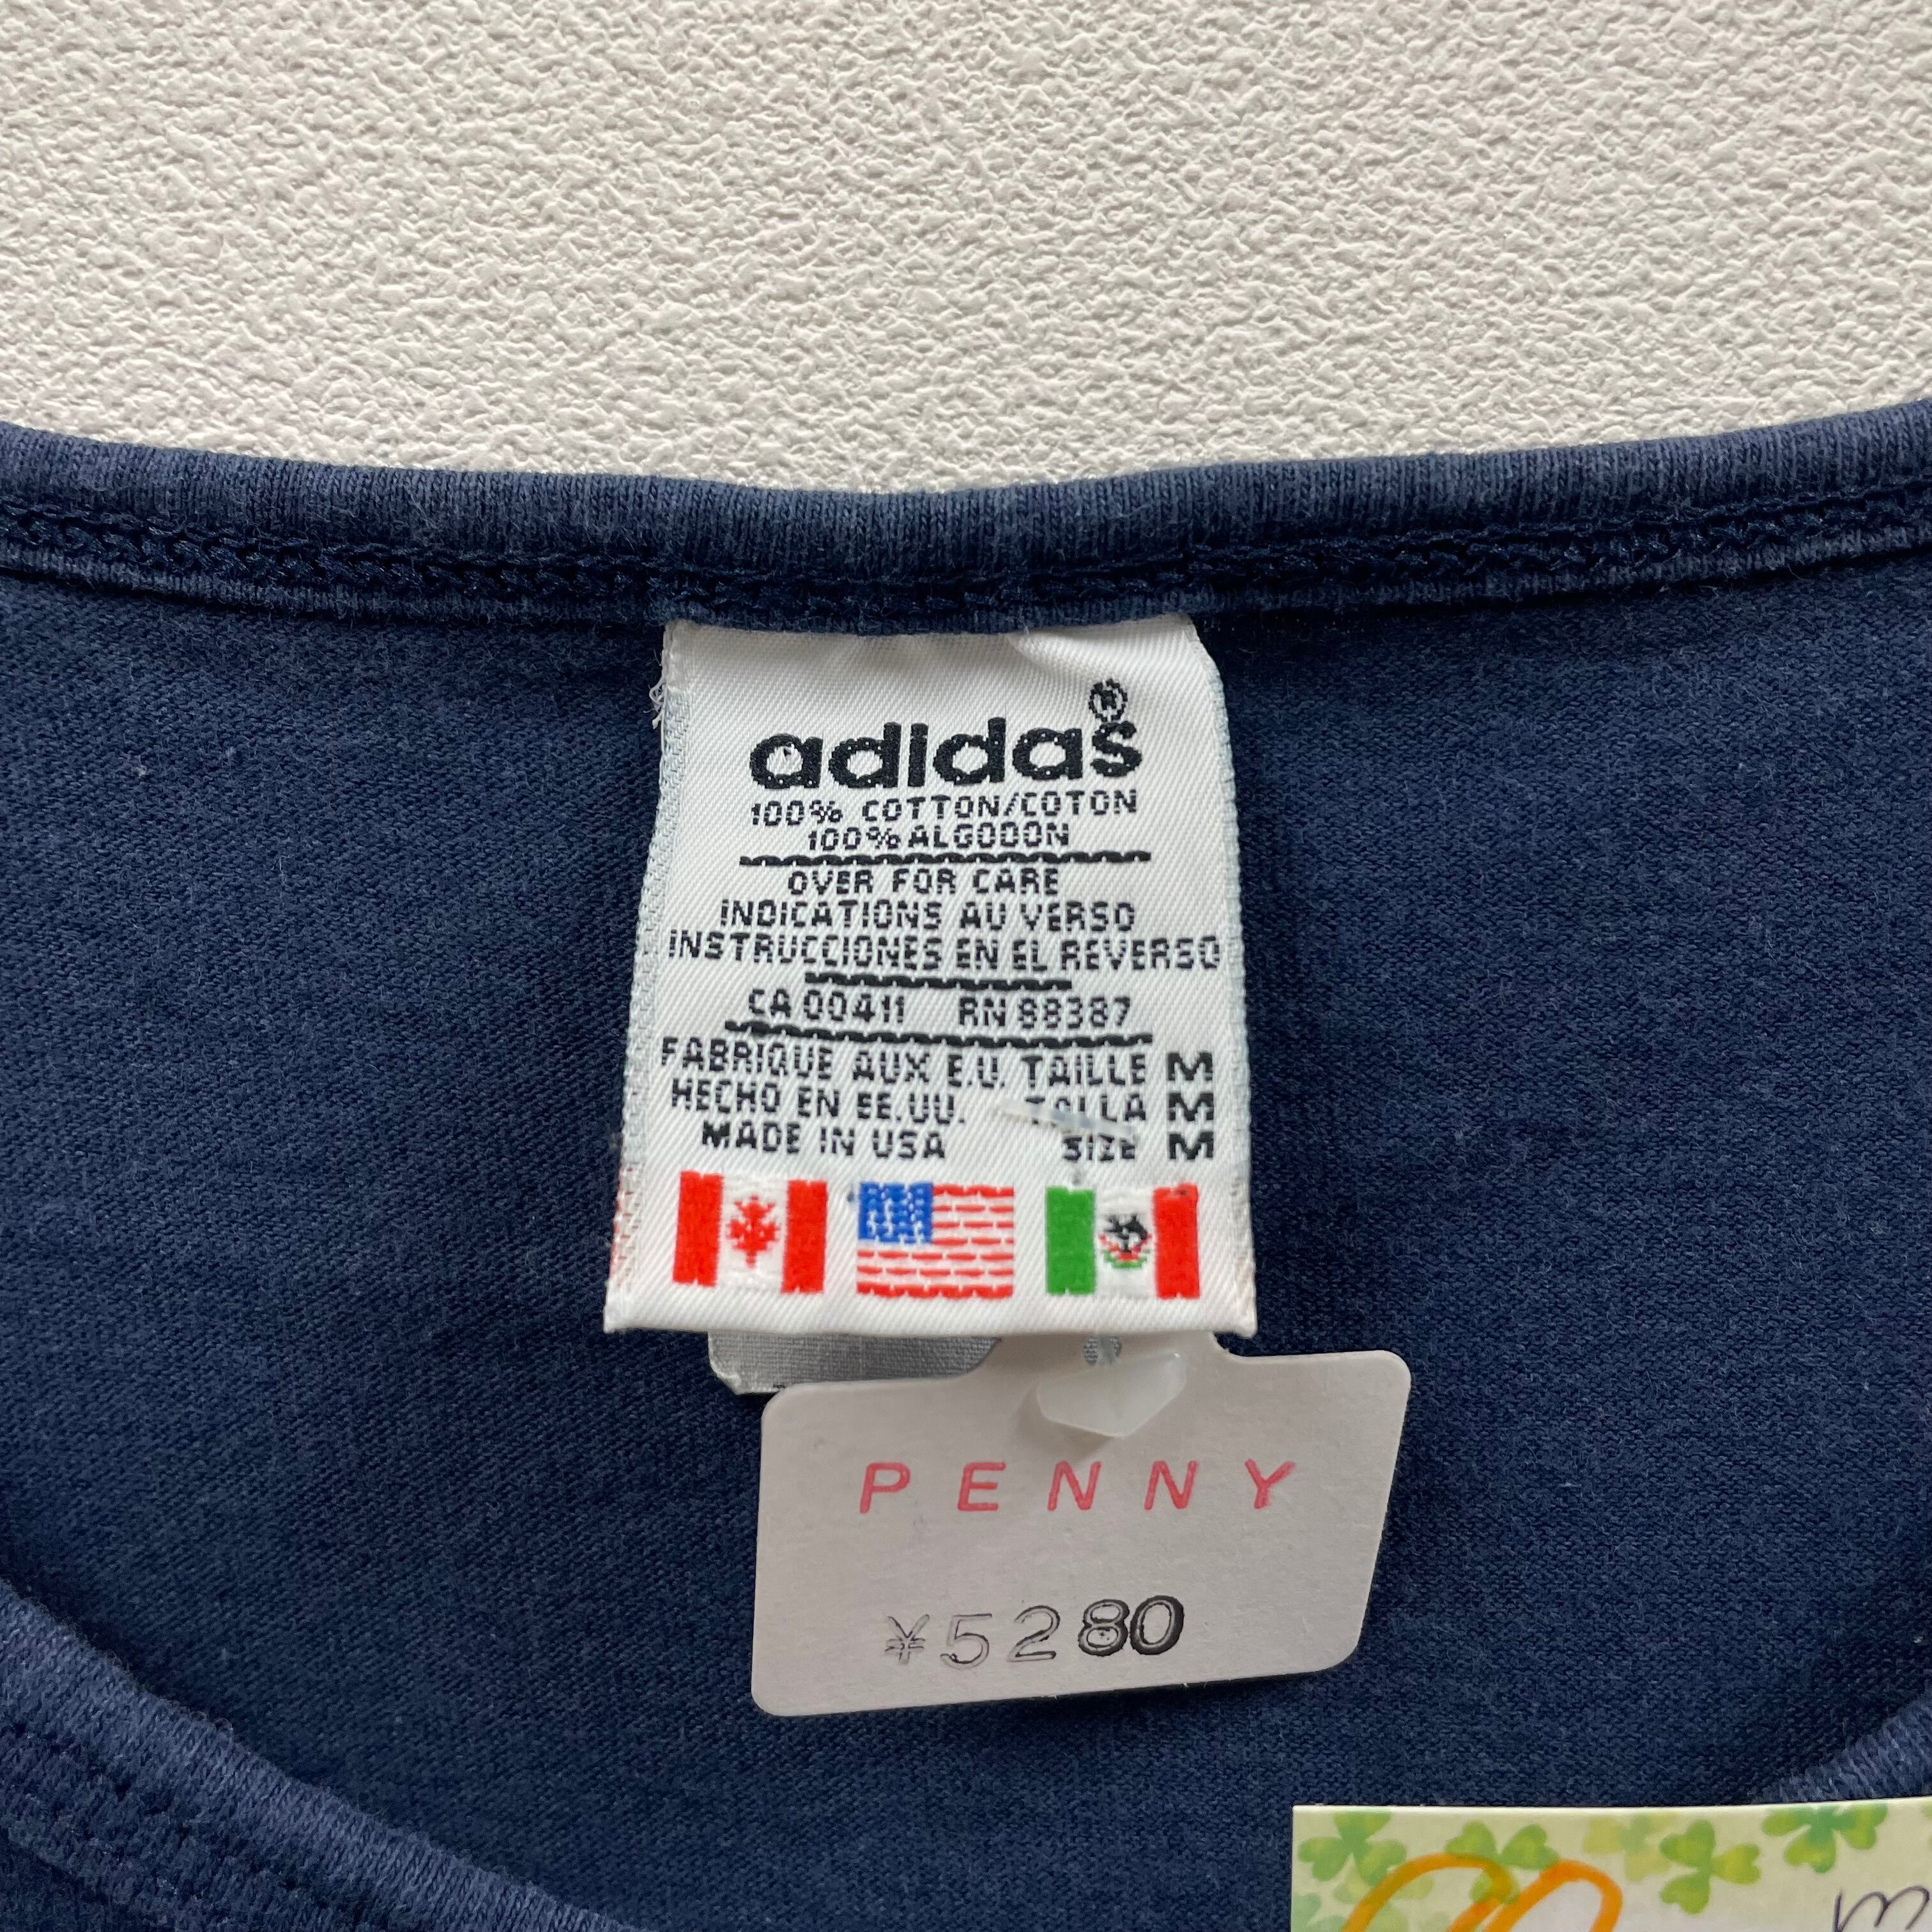 adidas®
100% COTTON/COTON
100% ALGODON
OVER FOR CARE
INDICATIONS AU VERSO
INSTRUCCIONES EN EL REVERSO
CA 00411 RN 88387
FABRIQUE AUX E.U. TAILLE M
HECHO EN EE.UU. TALLA M
MADE IN USA SIZE M
PENNY
¥5280